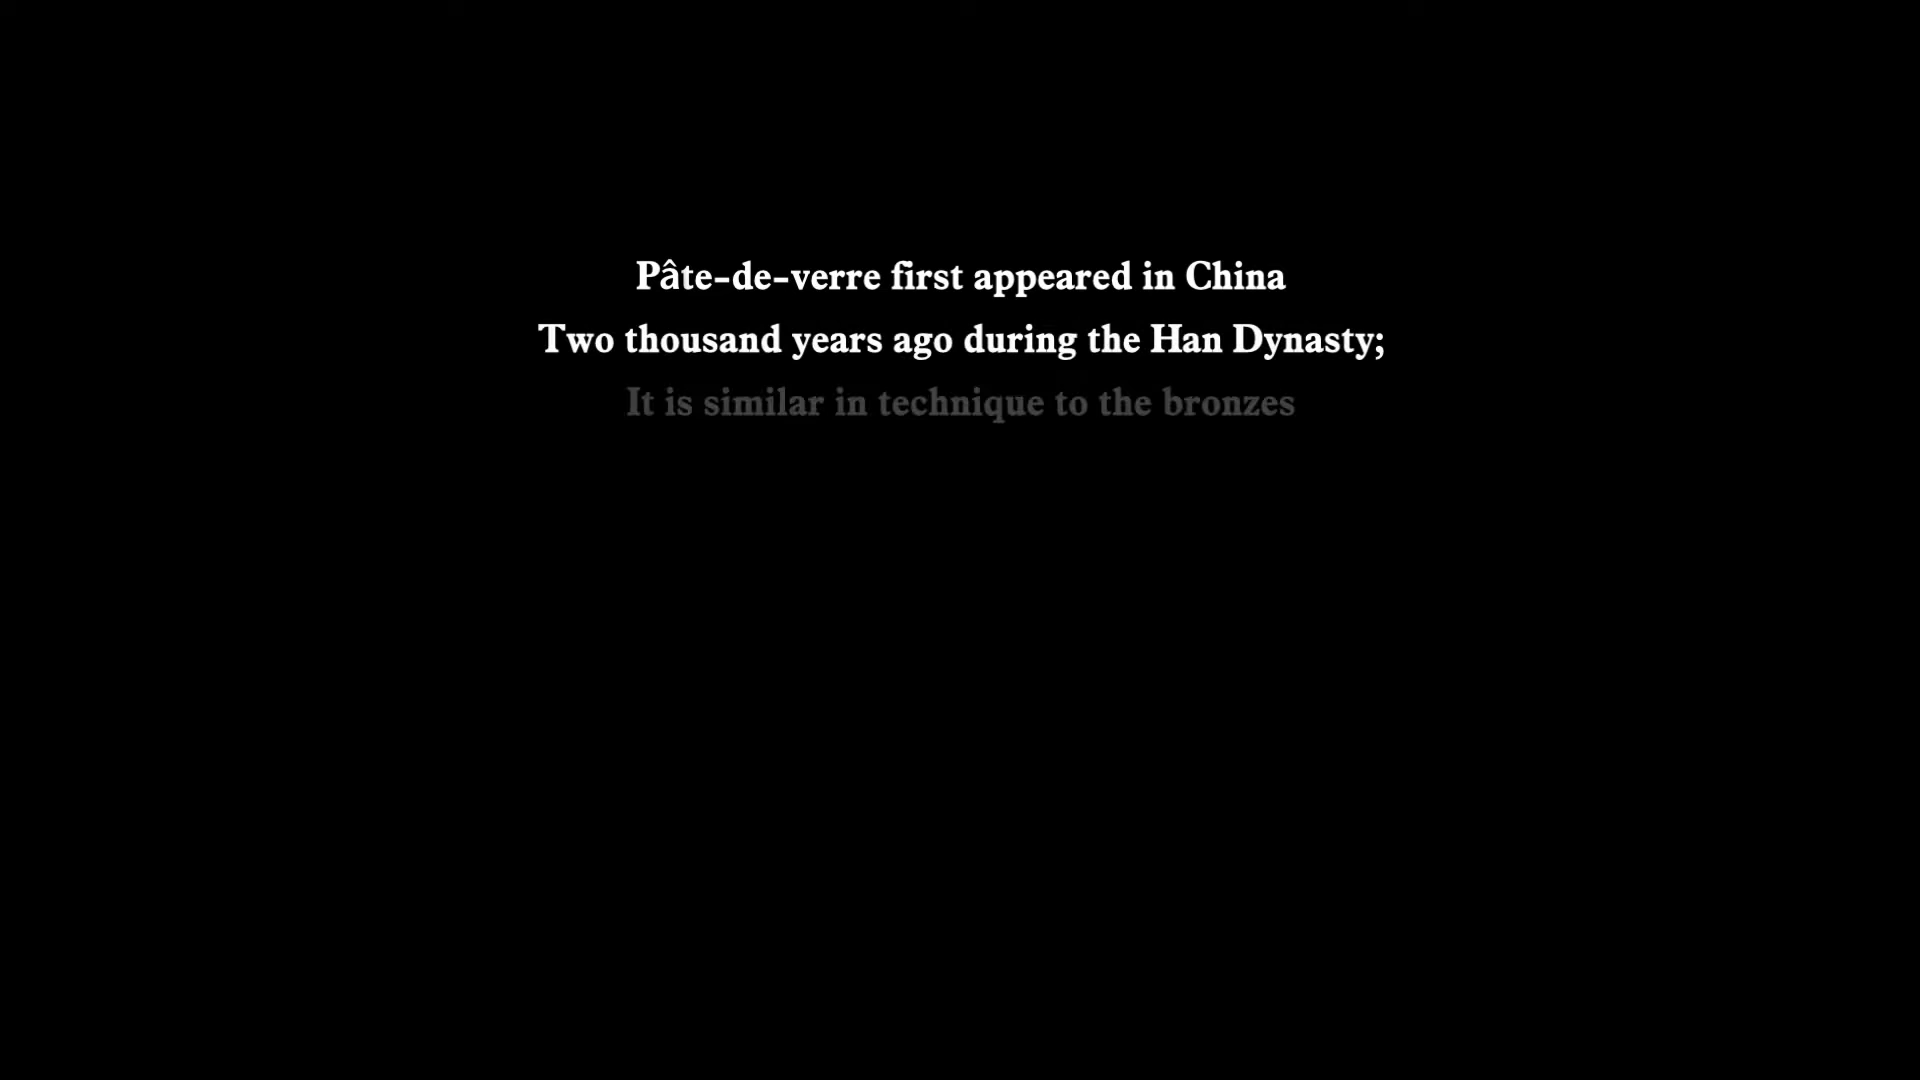 Pâte-de-verre first appeared in China
Two thousand years ago during the Han Dynasty;
It is similar in technique to the bronzes